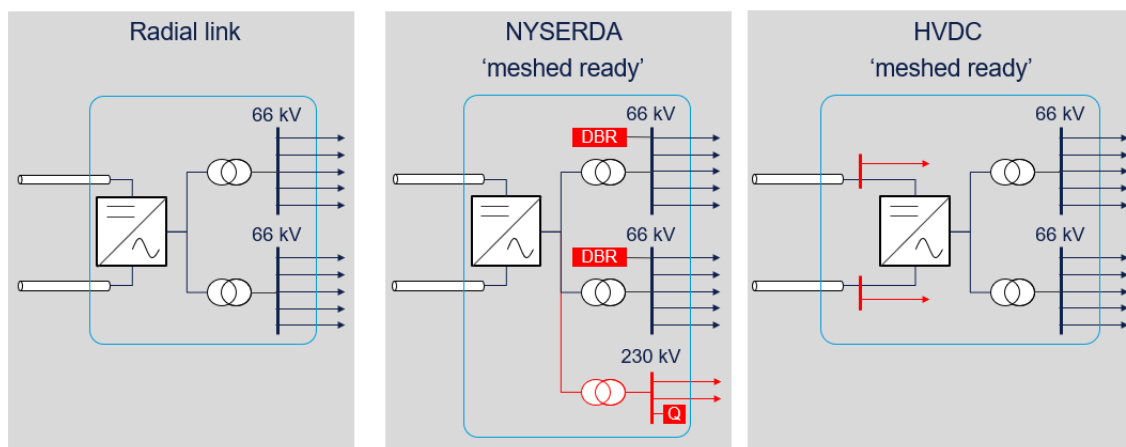 Radial link
66 kV
66 kV
NYSERDA
‘meshed ready’
66 kV
DBR
66 kV
DBR
230 kV
Q
HVDC
‘meshed ready’
66 kV
66 kV